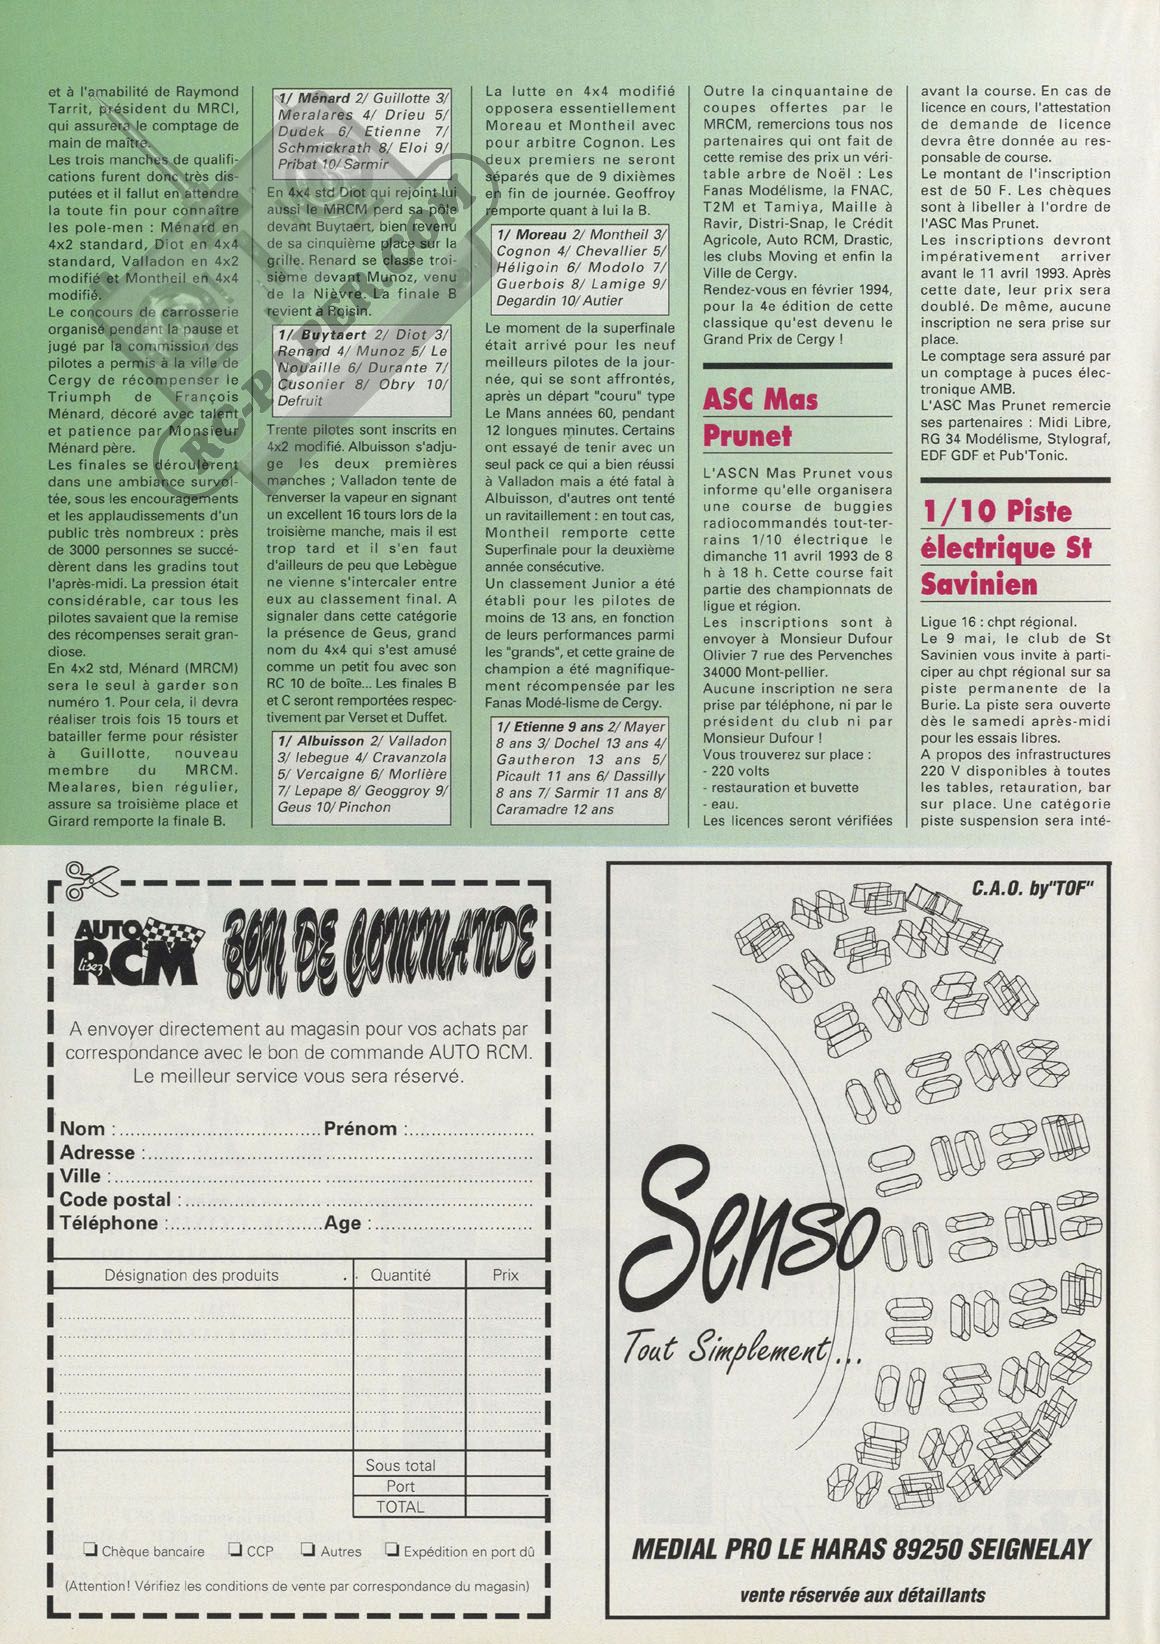 et à l'amabilité de Raymond
Tarrit, président du MRCI,
qui assurera le comptage de
main de maître.
Les trois manches de qualifi-
cations furent donc très dis-
putées et il fallut en attendre
la toute fin pour connaître
les pole-men : Ménard en
4x2 standard, Diot en 4x4
standard, Valladon en 4x2
modifié et Montheil en 4x4
modifié.
Le concours de carrosserie
organisé pendant la pause et
jugé par la commission des
pilotes a permis à la ville de
Cergy de récompenser le
Triumph de François
Ménard, décoré avec talent
et patience par Monsieur
Ménard père.
Les finales se déroulèrent
dans une ambiance survol-
tée, sous les encouragements
et les applaudissements d'un
public très nombreux : près
de 3000 personnes se succé-
dèrent dans les gradins tout
l'après-midi. La pression était
considérable, car tous les
pilotes savaient que la remise
des récompenses serait gran-
diose.
En 4x2 std, Ménard (MRCM)
sera le seul à garder son
numéro 1. Pour cela, il devra
réaliser trois fois 15 tours et
batailler ferme pour résister
à Guillotte, nouveau
membre du MRCM.
Mealares, bien régulier,
assure sa troisième place et
Girard remporte la finale B.
1/ Ménard 2/ Guillotte 3/
Meralares 4/ Drieu 5/
Dudek 6/ Etienne 7/
Schmickrath 8/ Eloi 9/
Pribat 10/ Sarmir
En 4x4 std Diot qui rejoint lui
aussi le MRCM perd sa pôle
devant Buytaert, bien revenu
de sa cinquième place sur la
grille. Renard se classe troi-
sième devant Munoz, venu
de la Nièvre. La finale B
revient à Roisin.
1/ Buytaert 2/ Diot 3/
Renard 4/ Munoz 5/ Le
Nouaille 6/ Durante 7/
Cusonier 8/ Obry 10/
Defruit
Trente pilotes sont inscrits en
4x2 modifié. Albuisson s'adju-
ge les deux premières
manches ; Valladon tente de
renverser la vapeur en signant
un excellent 16 tours lors de la
troisième manche, mais il est
trop tard et il s'en faut
d'ailleurs de peu que Lebègue
ne vienne s'intercaler entre
eux au classement final. A
signaler dans cette catégorie
la présence de Geus, grand
nom du 4x4 qui s'est amusé
comme un petit fou avec son
RC 10 de boîte... Les finales B
et C seront remportées respec-
tivement par Verset et Duffet.
1/ Albuisson 2/ Valladon
3/ lebegue 4/ Cravanzola
5/ Vercaigne 6/ Morlière
7/ Lepape 8/ Geoggroy 9/
Geus 10/ Pinchon
La lutte en 4x4 modifié
opposera essentiellement
Moreau et Montheil avec
pour arbitre Cognon. Les
deux premiers ne seront
séparés que de 9 dixièmes
en fin de journée. Geoffroy
remporte quant à lui la B.
1/ Moreau 2/ Montheil 3/
Cognon 4/ Chevallier 5/
Héligoin 6/ Modolo 7/
Guerbois 8/ Lamige 9/
Degardin 10/ Autier
Le moment de la superfinale
était arrivé pour les neuf
meilleurs pilotes de la jour-
née, qui se sont affrontés,
après un départ "couru" type
Le Mans années 60, pendant
12 longues minutes. Certains
ont essayé de tenir avec un
seul pack ce qui a bien réussi
à Valladon mais a été fatal à
Albuisson, d'autres ont tenté
un ravitaillement : en tout cas,
Montheil remporte cette
Superfinale pour la deuxième
année consécutive.
Un classement Junior a été
établi pour les pilotes de
moins de 13 ans, en fonction
de leurs performances parmi
les "grands", et cette graine de
champion a été magnifique-
ment récompensée par les
Fanas Modé-lisme de Cergy.
1/ Etienne 9 ans 2/ Mayer
8 ans 3/ Dochel 13 ans 4/
Gautheron 13 ans 5/
Picault 11 ans 6/ Dassilly
8 ans 7/ Sarmir 11 ans 8/
Caramadre 12 ans
Outre la cinquantaine de
coupes offertes par le
MRCM, remercions tous nos
partenaires qui ont fait de
cette remise des prix un véri-
table arbre de Noël : Les
Fanas Modélisme, la FNAC,
T2M et Tamiya, Maille à
Ravir, Distri-Snap, le Crédit
Agricole, Auto RCM, Drastic,
les clubs Moving et enfin la
Ville de Cergy.
Rendez-vous en février 1994,
pour la 4e édition de cette
classique qu'est devenu le
Grand Prix de Cergy !
ASC Mas
Prunet
L'ASCN Mas Prunet vous
informe qu'elle organisera
une course de buggies
radiocommandés tout-ter-
rains 1/10 électrique le
dimanche 11 avril 1993 de 8
h à 18 h. Cette course fait
partie des championnats de
ligue et région.
Les inscriptions sont à
envoyer à Monsieur Dufour
Olivier 7 rue des Pervenches
34000 Mont-pellier.
Aucune inscription ne sera
prise par téléphone, ni par le
président du club ni par
Monsieur Dufour !
Vous trouverez sur place :
- 220 volts
- restauration et buvette
- eau.
Les licences seront vérifiées
avant la course. En cas de
licence en cours, l'attestation
de demande de licence
devra être donnée au res-
ponsable de course.
Le montant de l'inscription
est de 50 F. Les chèques
sont à libeller à l'ordre de
l'ASC Mas Prunet.
Les inscriptions devront
impérativement arriver
avant le 11 avril 1993. Après
cette date, leur prix sera
doublé. De même, aucune
inscription ne sera prise sur
place.
Le comptage sera assuré par
un comptage à puces élec-
tronique AMB.
L'ASC Mas Prunet remercie
ses partenaires : Midi Libre,
RG 34 Modélisme, Stylograf,
EDF GDF et Pub'Tonic.
1/10 Piste
électrique St
Savinien
Ligue 16 : chpt régional.
Le 9 mai, le club de St
Savinien vous invite à parti-
ciper au chpt régional sur sa
piste permanente de la
Burie. La piste sera ouverte
dès le samedi après-midi
pour les essais libres.
A propos des infrastructures
220 V disponibles à toutes
les tables, retauration, bar
sur place. Une catégorie
piste suspension sera inté-
RC-PAPER.COM
AUTO
lisez RCM
BON DE COMMANDE
A envoyer directement au magasin pour vos achats par
correspondance avec le bon de commande AUTO RCM.
Le meilleur service vous sera réservé.
Nom : Prénom :
Adresse :
Ville :
Code postal :
Téléphone : Age :
Désignation des produits Quantité Prix
Sous total
Port
TOTAL
Chèque bancaire CCP Autres Expédition en port dû
(Attention! Vérifiez les conditions de vente par correspondance du magasin)
C.A.O. by"TOF"
Senso
Tout Simplement...
MEDIAL PRO LE HARAS 89250 SEIGNELAY
vente réservée aux détaillants